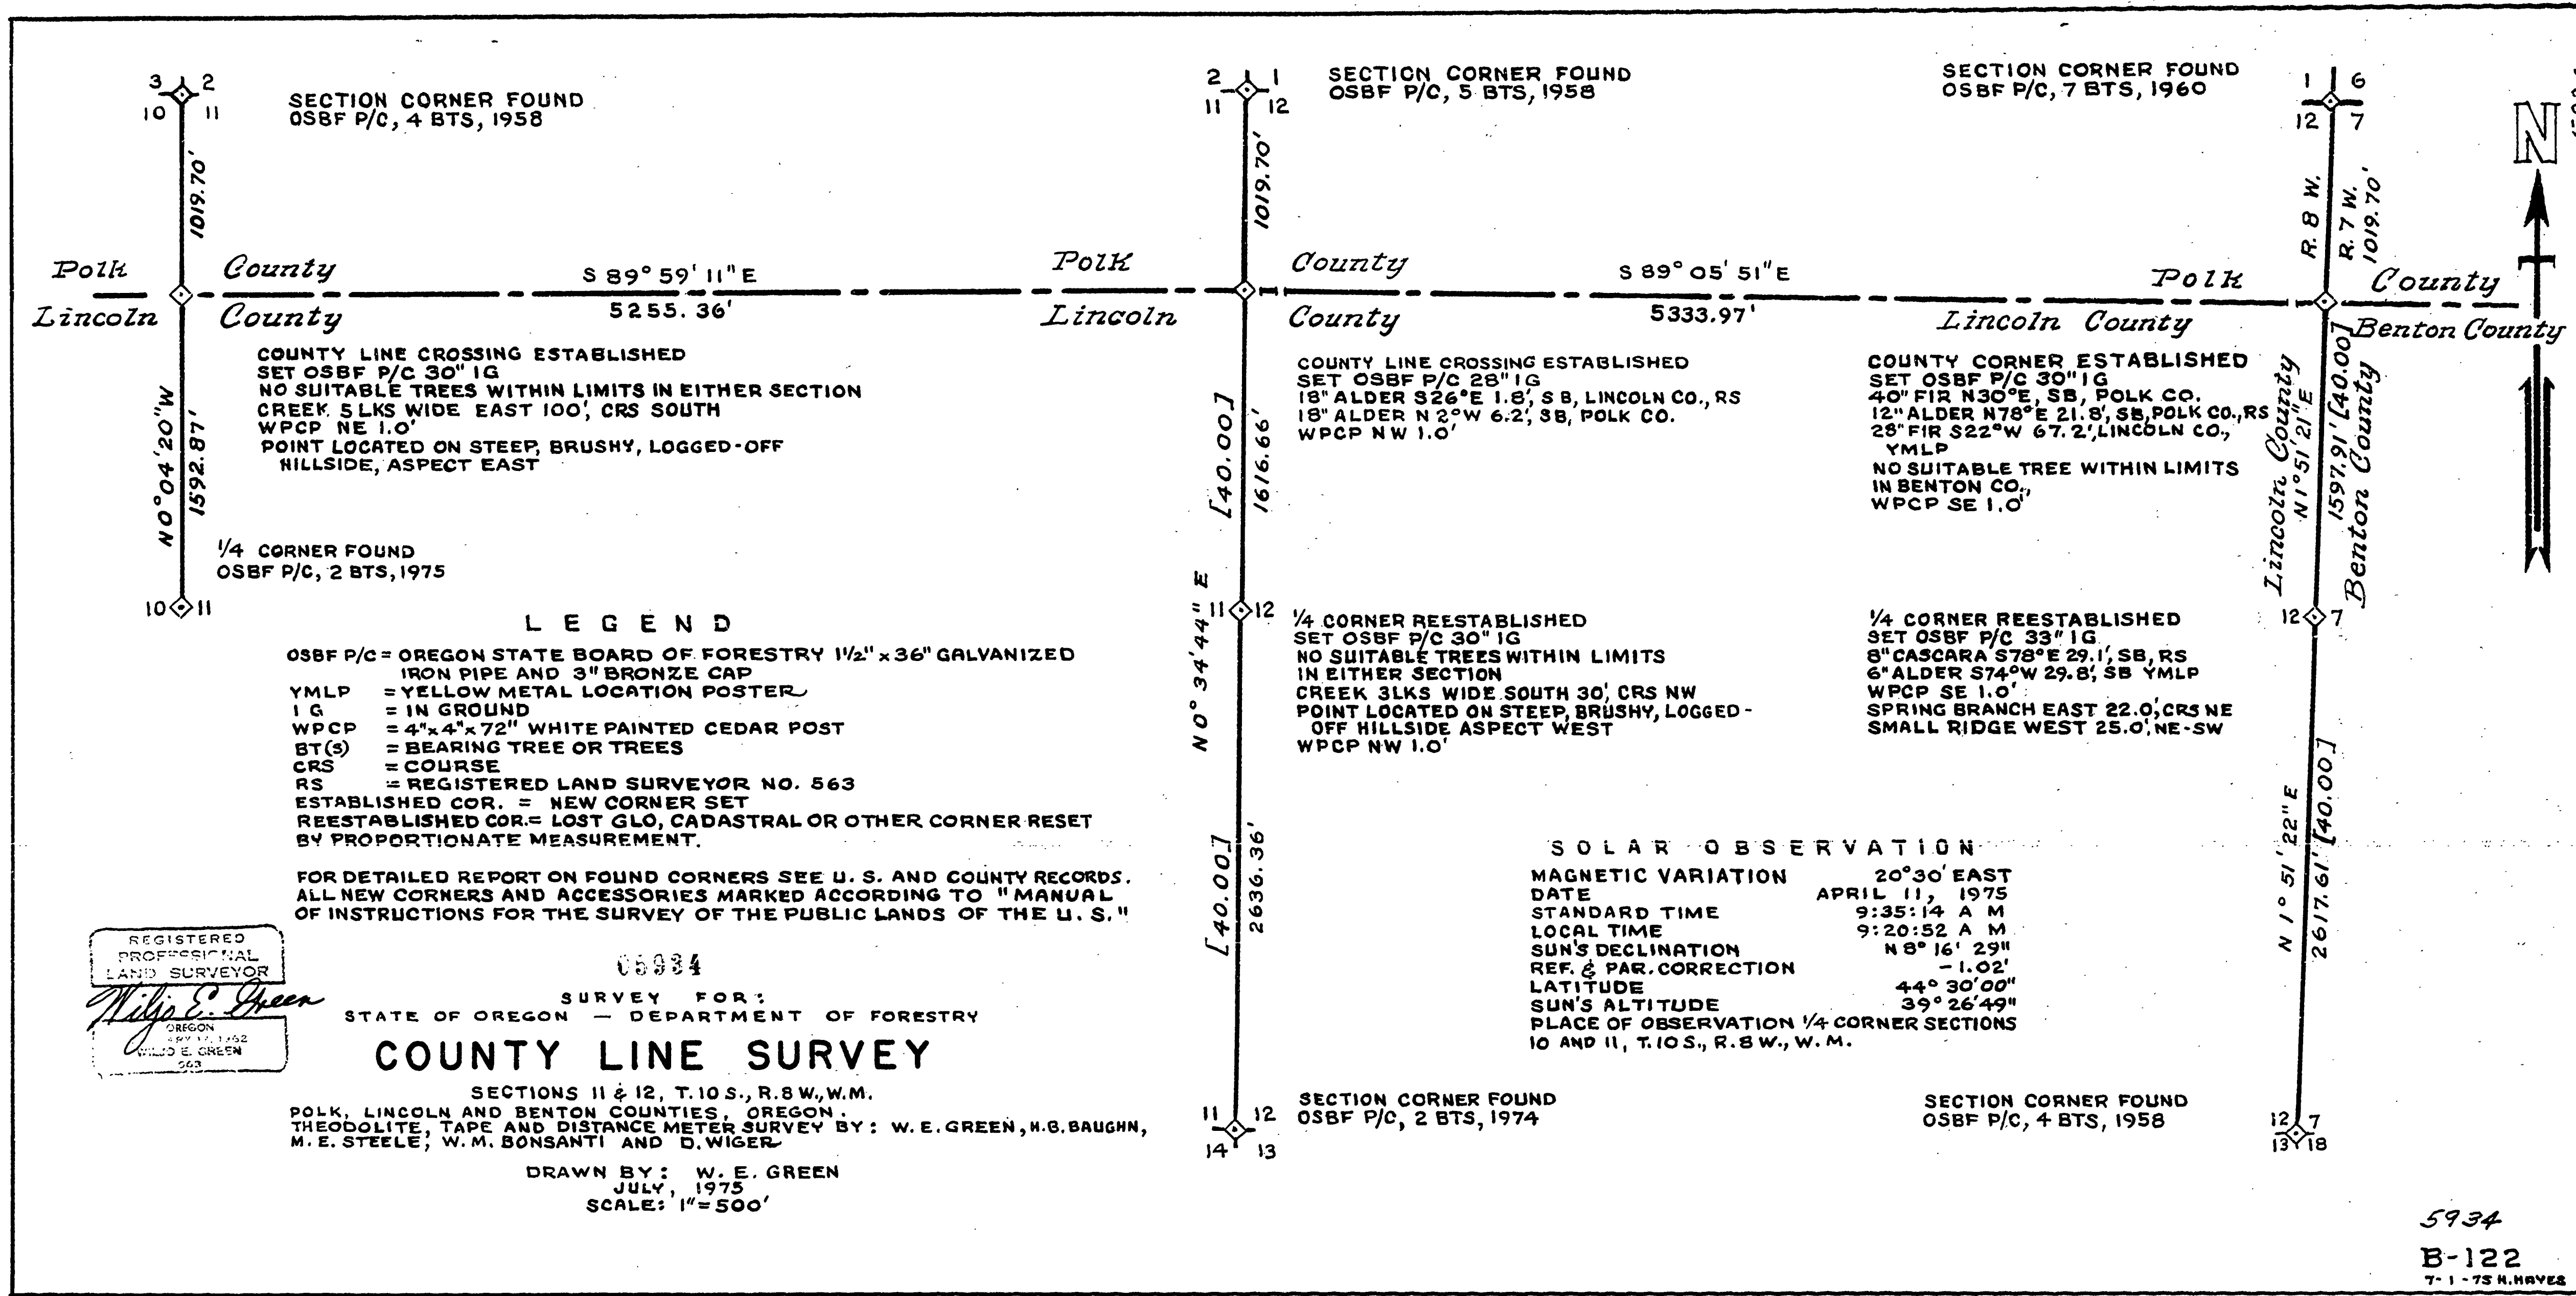 3 2
10 11
SECTION CORNER FOUND
OSBF P/C, 4 BTS, 1958
2 1
11 12
SECTION CORNER FOUND
OSBF P/C, 5 BTS, 1958
SECTION CORNER FOUND
OSBF P/C, 7 BTS, 1960
1 6
12 7
N
1019.70'
1019.70'
R. 8 W.
R. 7 W.
1019.70'
Polk County
S 89° 59' 11" E
Polk County
S 89° 05' 51" E
Polk County
Lincoln County
5255.36'
Lincoln County
5333.97'
Lincoln County
Benton County
COUNTY LINE CROSSING ESTABLISHED
SET OSBF P/C 30" IG
NO SUITABLE TREES WITHIN LIMITS IN EITHER SECTION
CREEK 5 LKS WIDE EAST 100', CRS SOUTH
WPCP NE 1.0'
POINT LOCATED ON STEEP, BRUSHY, LOGGED-OFF
HILLSIDE, ASPECT EAST
N 0° 04' 20" W
1592.87'
1/4 CORNER FOUND
OSBF P/C, 2 BTS, 1975
10 11
COUNTY LINE CROSSING ESTABLISHED
SET OSBF P/C 28" IG
18" ALDER S26°E 1.8', SB, LINCOLN CO., RS
18" ALDER N 2°W 6.2', SB, POLK CO.
WPCP NW 1.0'
[40.00]
1616.66'
COUNTY CORNER ESTABLISHED
SET OSBF P/C 30" IG
40" FIR N30°E, SB, POLK CO.
12" ALDER N78°E 21.8', SB, POLK CO., RS
28" FIR S22°W 67.2', LINCOLN CO.,
YMLP
NO SUITABLE TREE WITHIN LIMITS
IN BENTON CO.,
WPCP SE 1.0'
Lincoln County
N 1° 51' 21" E
1597.91' [40.00]
Benton County
11 12
N 0° 34' 44" E
1/4 CORNER REESTABLISHED
SET OSBF P/C 30" IG
NO SUITABLE TREES WITHIN LIMITS
IN EITHER SECTION
CREEK 3LKS WIDE SOUTH 30', CRS NW
POINT LOCATED ON STEEP, BRUSHY, LOGGED-
OFF HILLSIDE ASPECT WEST
WPCP NW 1.0'
12 7
1/4 CORNER REESTABLISHED
SET OSBF P/C 33" IG
8" CASCARA S78°E 29.1', SB, RS
6" ALDER S74°W 29.8', SB YMLP
WPCP SE 1.0'
SPRING BRANCH EAST 22.0', CRS NE
SMALL RIDGE WEST 25.0', NE-SW
LEGEND
OSBF P/C = OREGON STATE BOARD OF FORESTRY 1 1/2" x 36" GALVANIZED
IRON PIPE AND 3" BRONZE CAP
YMLP = YELLOW METAL LOCATION POSTER
IG = IN GROUND
WPCP = 4"x 4"x 72" WHITE PAINTED CEDAR POST
BT(S) = BEARING TREE OR TREES
CRS = COURSE
RS = REGISTERED LAND SURVEYOR NO. 563
ESTABLISHED COR. = NEW CORNER SET
REESTABLISHED COR.= LOST GLO, CADASTRAL OR OTHER CORNER RESET
BY PROPORTIONATE MEASUREMENT.
FOR DETAILED REPORT ON FOUND CORNERS SEE U. S. AND COUNTY RECORDS.
ALL NEW CORNERS AND ACCESSORIES MARKED ACCORDING TO "MANUAL
OF INSTRUCTIONS FOR THE SURVEY OF THE PUBLIC LANDS OF THE U. S."
[40.00]
2636.36'
N 1° 51' 22" E
2617.61' [40.00]
SOLAR OBSERVATION
MAGNETIC VARIATION 20°30' EAST
DATE APRIL 11, 1975
STANDARD TIME 9:35:14 A M
LOCAL TIME 9:20:52 A M
SUN'S DECLINATION N 8° 16' 29"
REF. & PAR. CORRECTION -1.02'
LATITUDE 44° 30' 00"
SUN'S ALTITUDE 39° 26' 49"
PLACE OF OBSERVATION 1/4 CORNER SECTIONS
10 AND 11, T.10 S., R.8 W., W.M.
REGISTERED
PROFESSIONAL
LAND SURVEYOR
Wiljo E. Green
OREGON
WILJO E. GREEN
563
05934
SURVEY FOR:
STATE OF OREGON — DEPARTMENT OF FORESTRY
COUNTY LINE SURVEY
SECTIONS 11 & 12, T.10 S., R.8 W., W.M.
POLK, LINCOLN AND BENTON COUNTIES, OREGON.
THEODOLITE, TAPE AND DISTANCE METER SURVEY BY: W. E. GREEN, H.B. BAUGHN,
M. E. STEELE, W. M. BONSANTI AND D. WIGER
DRAWN BY: W. E. GREEN
JULY, 1975
SCALE: 1"=500'
11 12
14 13
SECTION CORNER FOUND
OSBF P/C, 2 BTS, 1974
SECTION CORNER FOUND
OSBF P/C, 4 BTS, 1958
12 7
13 18
5934
B-122
7-1-75 H.HAYES